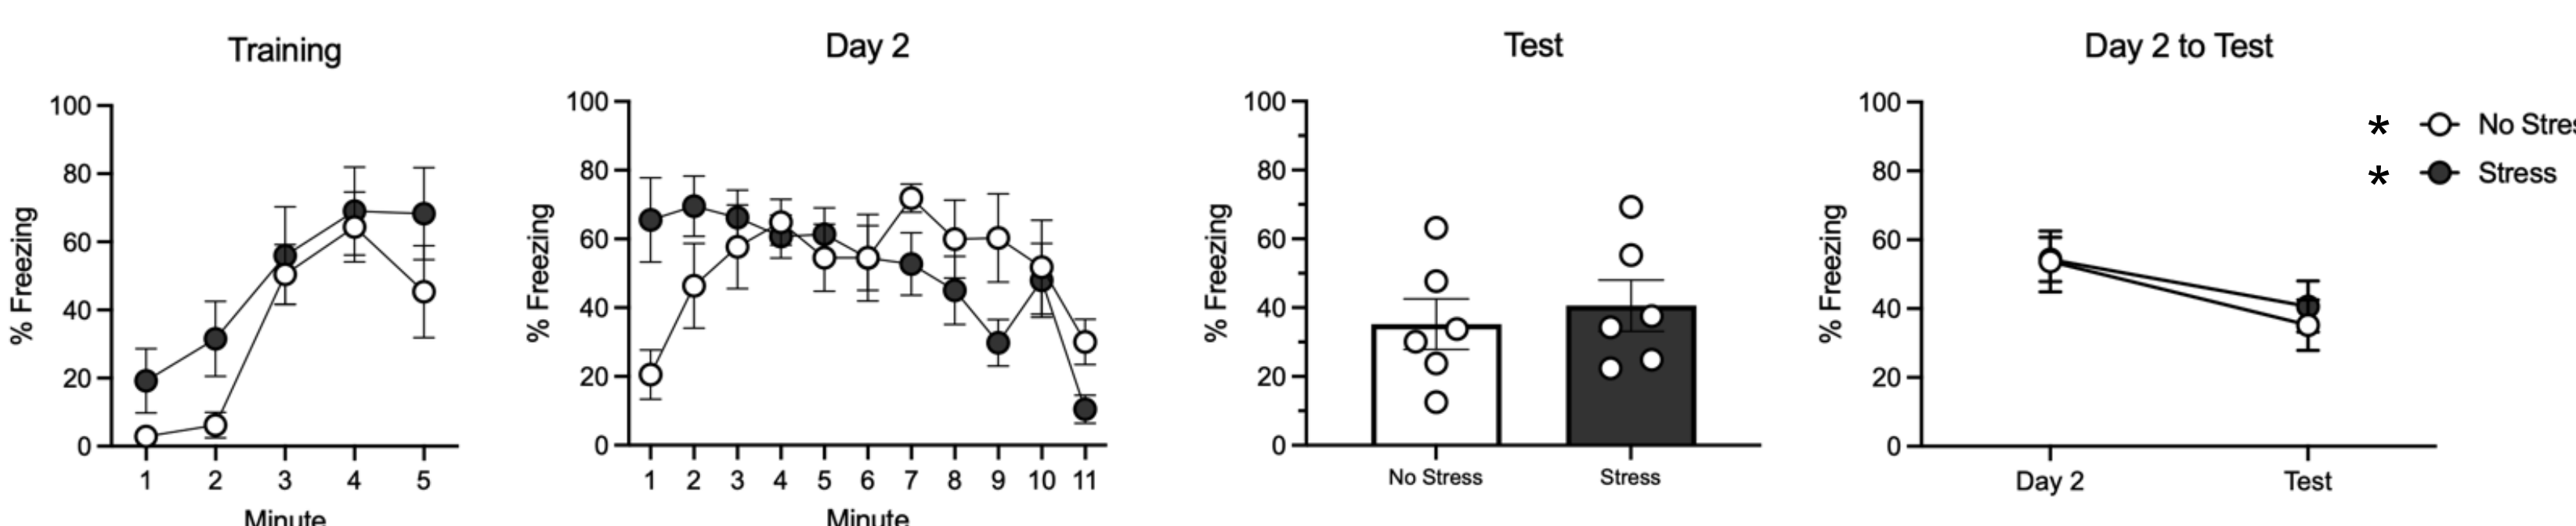 Training
% Freezing
100
80
60
40
20
0
1 2 3 4 5
Minute
Day 2
% Freezing
100
80
60
40
20
0
1 2 3 4 5 6 7 8 9 10 11
Minute
Test
% Freezing
100
80
60
40
20
0
No Stress Stress
Day 2 to Test
% Freezing
100
80
60
40
20
0
Day 2 Test
* No Stres
* Stress